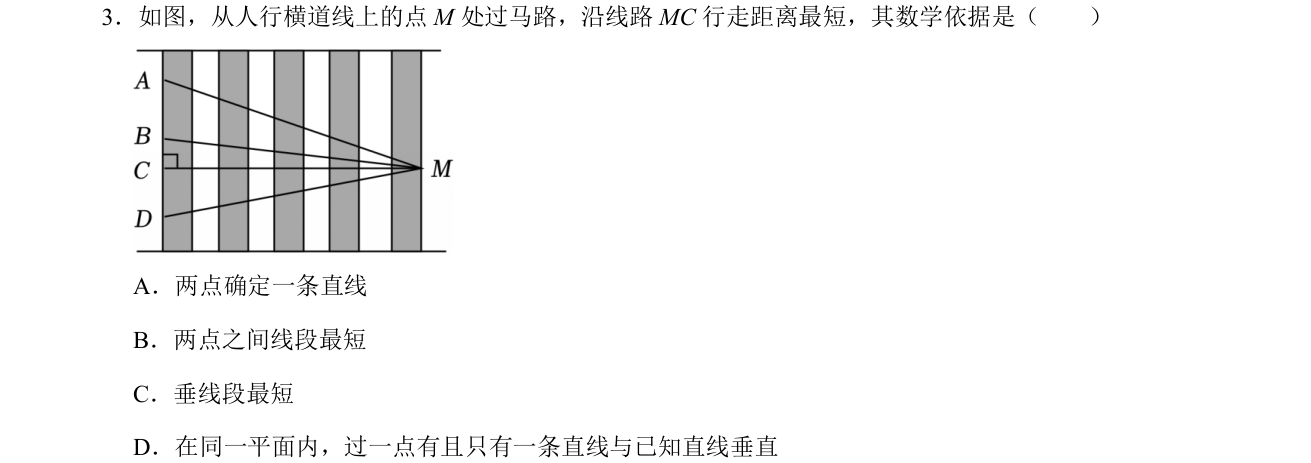 3．如图，从人行横道线上的点 M 处过马路，沿线路 MC 行走距离最短，其数学依据是（　　）
A
B
C
M
D
A．两点确定一条直线
B．两点之间线段最短
C．垂线段最短
D．在同一平面内，过一点有且只有一条直线与已知直线垂直